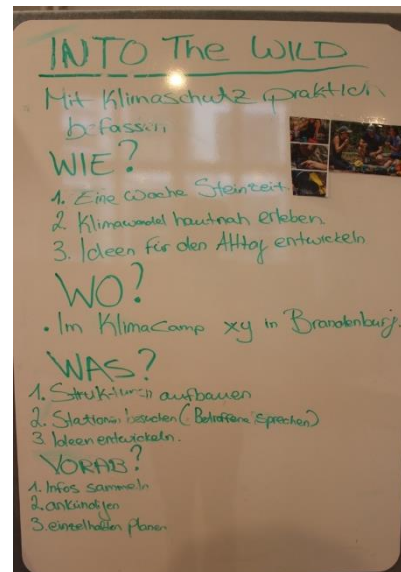 INTO The WILD
Mit Klimaschutz praktich
befassen
WIE?
1. Eine Woche Steinzeit
2. Klimawandel hautnah erleben.
3. Ideen für den Alltag entwickeln
WO?
• Im KlimaCamp xy in Brandenburg.
WAS?
1. Strukturen aufbauen
2. Stationen besuchen (Betroffene sprechen)
3. Ideen entwickeln.
VORAB?
1. Infos sammeln
2. ankündigen
3. planen